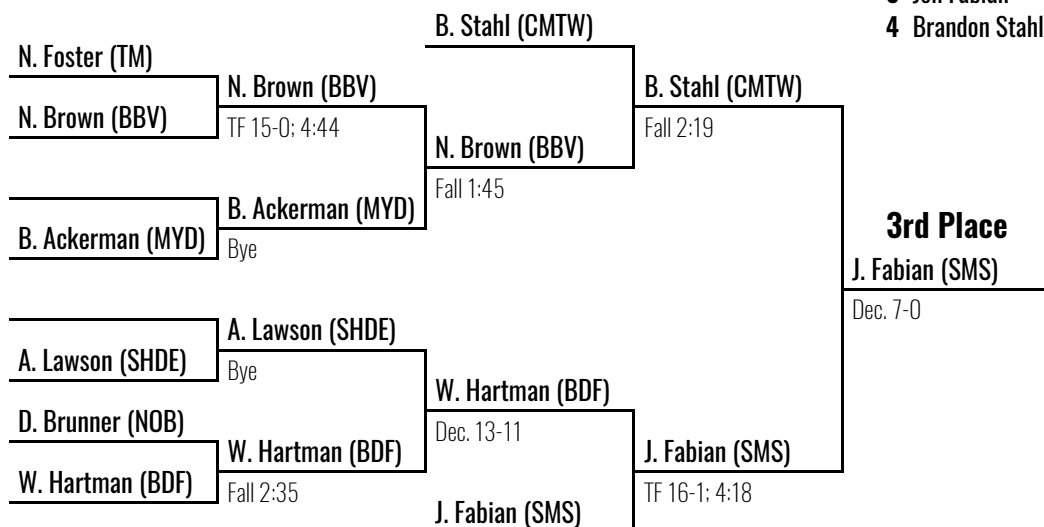 3 Jon Fabian
4 Brandon Stahl
B. Stahl (CMTW)
N. Foster (TM)
N. Brown (BBV)
N. Brown (BBV)
TF 15-0; 4:44
B. Stahl (CMTW)
Fall 2:19
N. Brown (BBV)
Fall 1:45
B. Ackerman (MYD)
B. Ackerman (MYD)
Bye
3rd Place
J. Fabian (SMS)
Dec. 7-0
A. Lawson (SHDE)
A. Lawson (SHDE)
Bye
W. Hartman (BDF)
Dec. 13-11
D. Brunner (NOB)
W. Hartman (BDF)
W. Hartman (BDF)
Fall 2:35
J. Fabian (SMS)
TF 16-1; 4:18
J. Fabian (SMS)